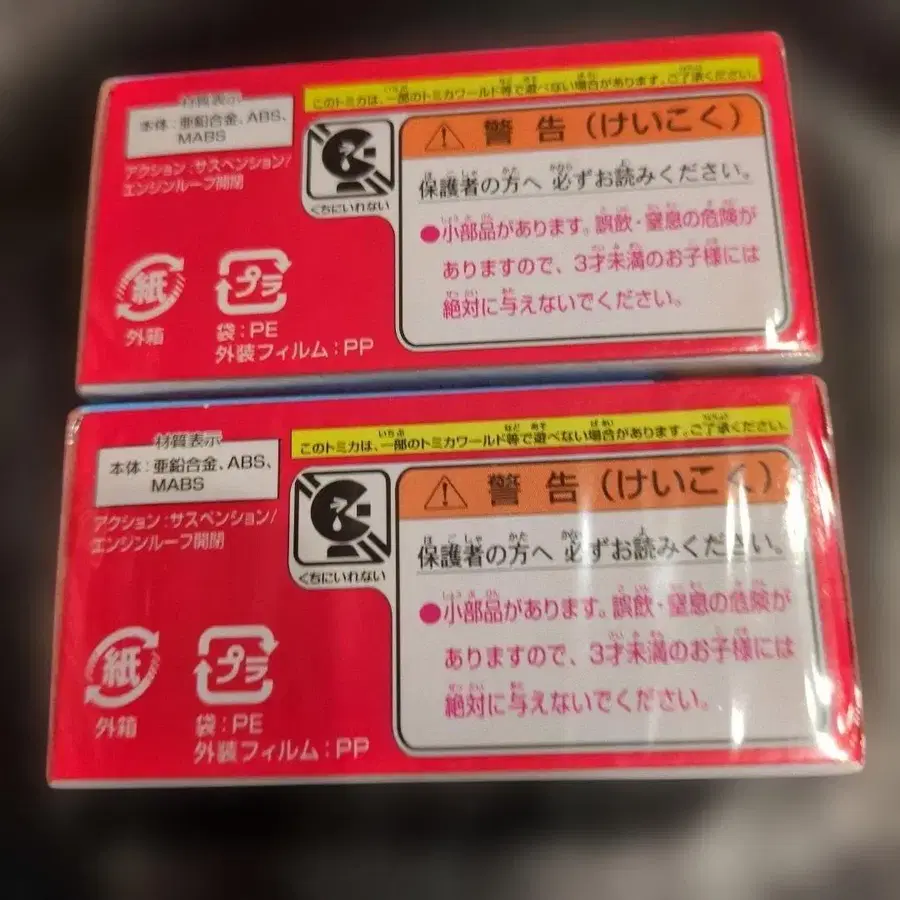 材質表示
本体:亜鉛合金、ABS、
MABS
アクション:サスペンション/
エンジンルーフ開閉
紙
外箱
プラ
袋:PE
外装フィルム:PP
このトミカは、一部のトミカワールド等で遊べない場合があります。ご了承ください。
くちにいれない
警告(けいこく)
保護者の方へ 必ずお読みください。
●小部品があります。誤飲・窒息の危険が
ありますので、3才未満のお子様には
絶対に与えないでください。
材質表示
本体:亜鉛合金、ABS、
MABS
アクション:サスペンション/
エンジンルーフ開閉
紙
外箱
プラ
袋:PE
外装フィルム:PP
このトミカは、一部のトミカワールド等で遊べない場合があります。ご了承ください。
くちにいれない
警告(けいこく)
保護者の方へ 必ずお読みください。
●小部品があります。誤飲・窒息の危険が
ありますので、3才未満のお子様には
絶対に与えないでください。